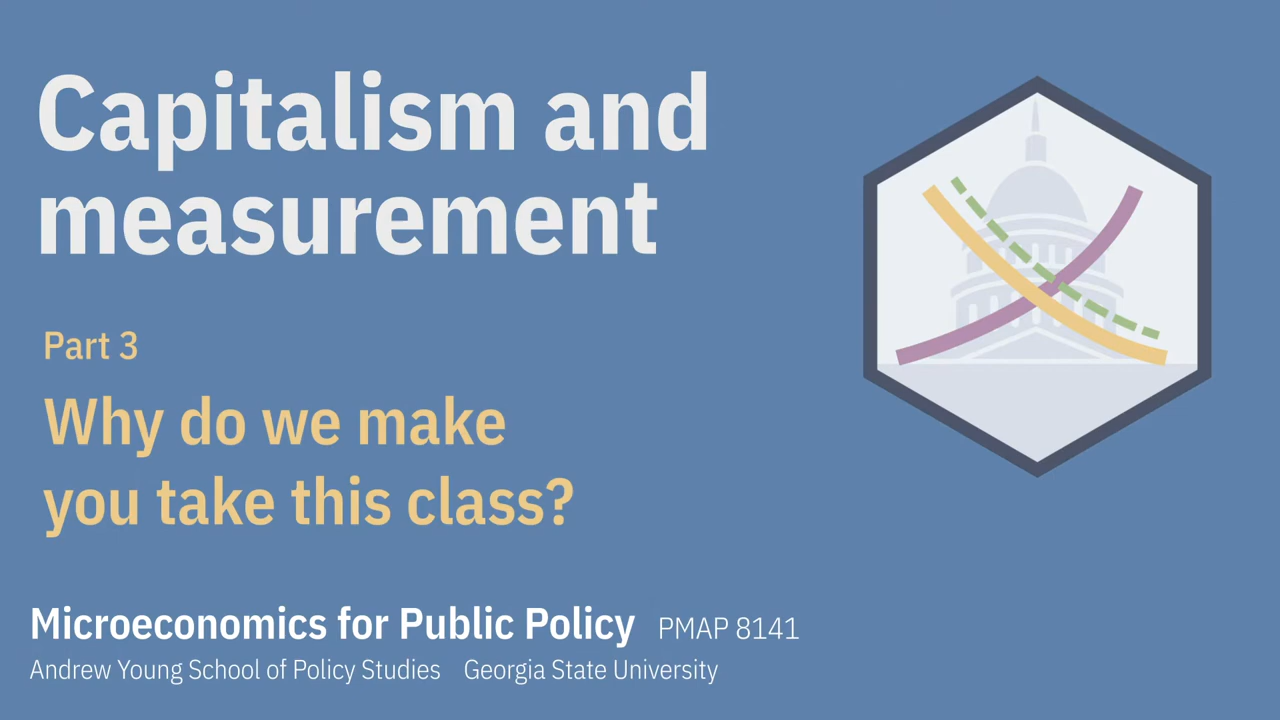 Capitalism and
measurement
Part 3
Why do we make
you take this class?
Microeconomics for Public Policy PMAP 8141
Andrew Young School of Policy Studies Georgia State University